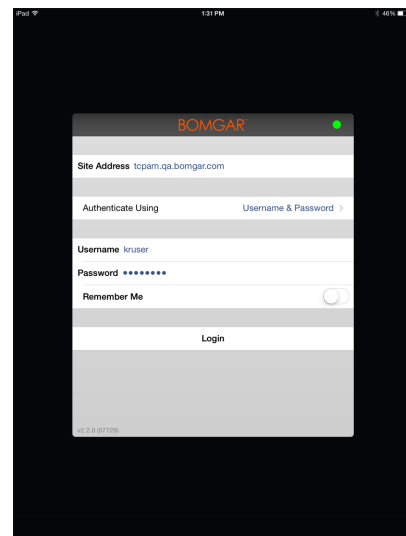 iPad 1:31 PM 46%
BOMGAR
Site Address tcpam.qa.bomgar.com
Authenticate Using Username & Password >
Username kruser
Password ••••••••
Remember Me
Login
v2.2.0 (57729)